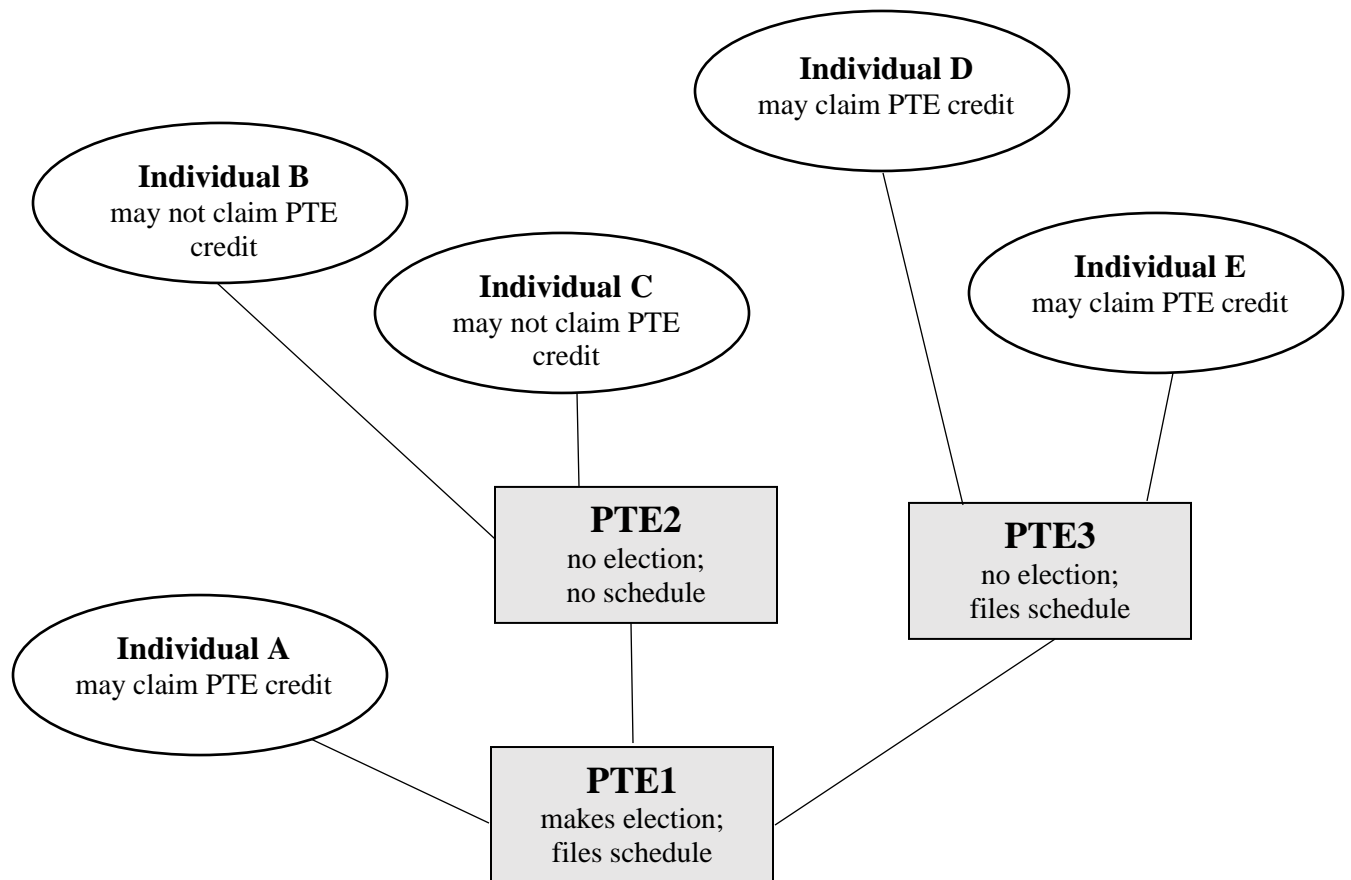 Individual D
may claim PTE credit
Individual B
may not claim PTE
credit
Individual C
may not claim PTE
credit
Individual E
may claim PTE credit
PTE2
no election;
no schedule
PTE3
no election;
files schedule
Individual A
may claim PTE credit
PTE1
makes election;
files schedule